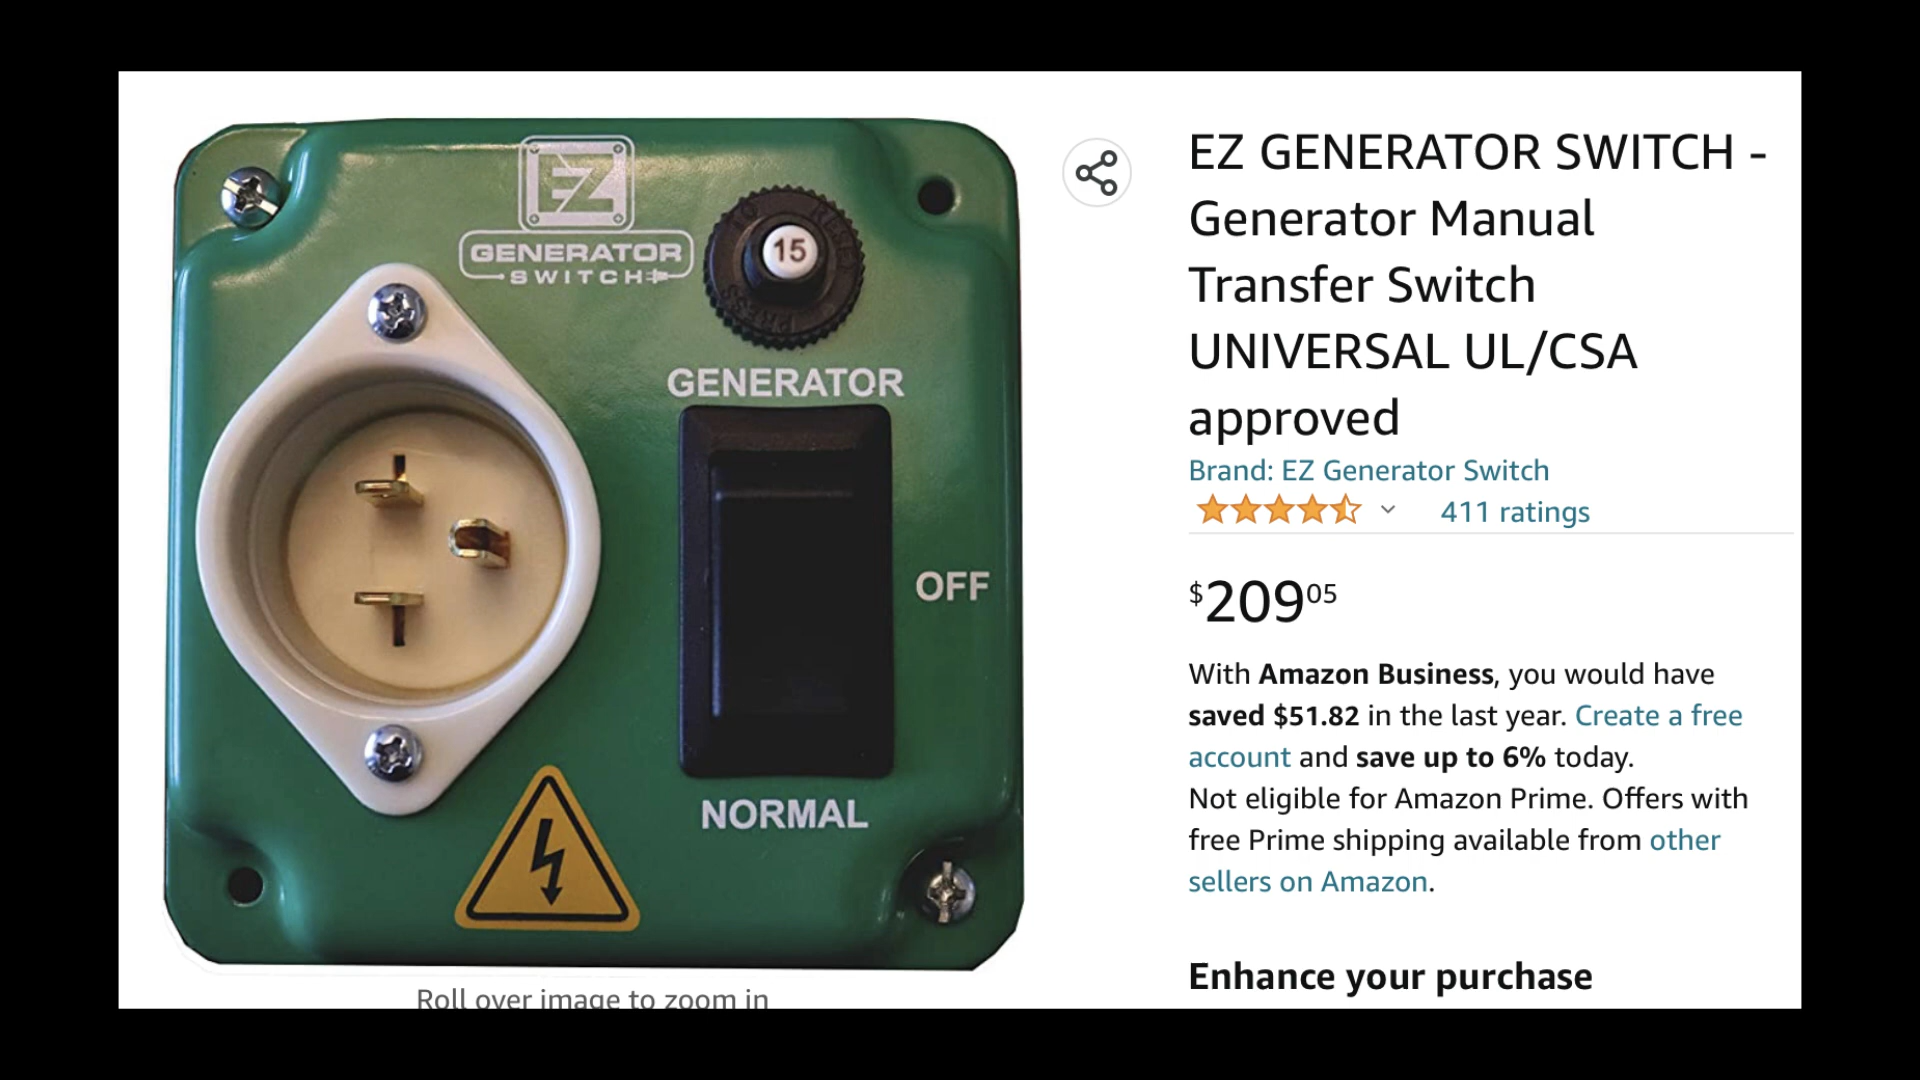 EZ
GENERATOR
SWITCH
15
GENERATOR
OFF
NORMAL
Roll over image to zoom in
EZ GENERATOR SWITCH -
Generator Manual
Transfer Switch
UNIVERSAL UL/CSA
approved
Brand: EZ Generator Switch
411 ratings
$20905
With Amazon Business, you would have
saved $51.82 in the last year. Create a free
account and save up to 6% today.
Not eligible for Amazon Prime. Offers with
free Prime shipping available from other
sellers on Amazon.
Enhance your purchase